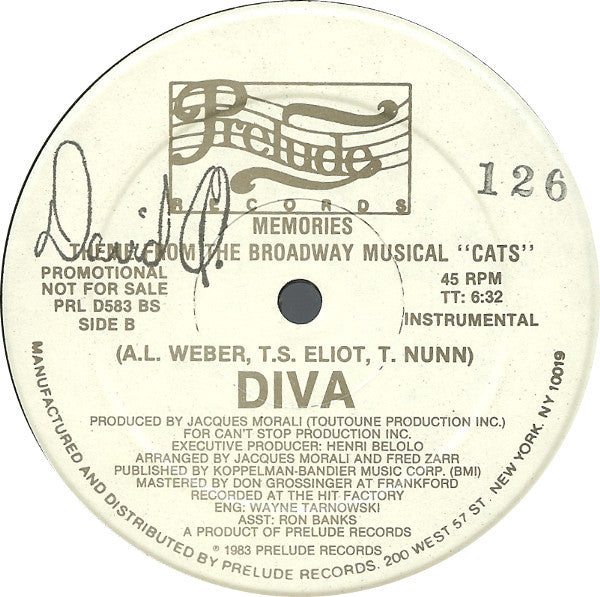 Prelude
RECORDS
David P.
126
MEMORIES
THEME FROM THE BROADWAY MUSICAL "CATS"
PROMOTIONAL
NOT FOR SALE
PRL D583 BS
SIDE B
45 RPM
TT: 6:32
INSTRUMENTAL
(A.L. WEBER, T.S. ELIOT, T. NUNN)
DIVA
PRODUCED BY JACQUES MORALI (TOUTOUNE PRODUCTION INC.)
FOR CAN'T STOP PRODUCTION INC.
EXECUTIVE PRODUCER: HENRI BELOLO
ARRANGED BY JACQUES MORALI AND FRED ZARR
PUBLISHED BY KOPPELMAN-BANDIER MUSIC CORP. (BMI)
MASTERED BY DON GROSSINGER AT FRANKFORD
RECORDED AT THE HIT FACTORY
ENG: WAYNE TARNOWSKI
ASST: RON BANKS
A PRODUCT OF PRELUDE RECORDS
℗ 1983 PRELUDE RECORDS
MANUFACTURED AND DISTRIBUTED BY PRELUDE RECORDS. 200 WEST 57 ST. NEW YORK. NY 10019